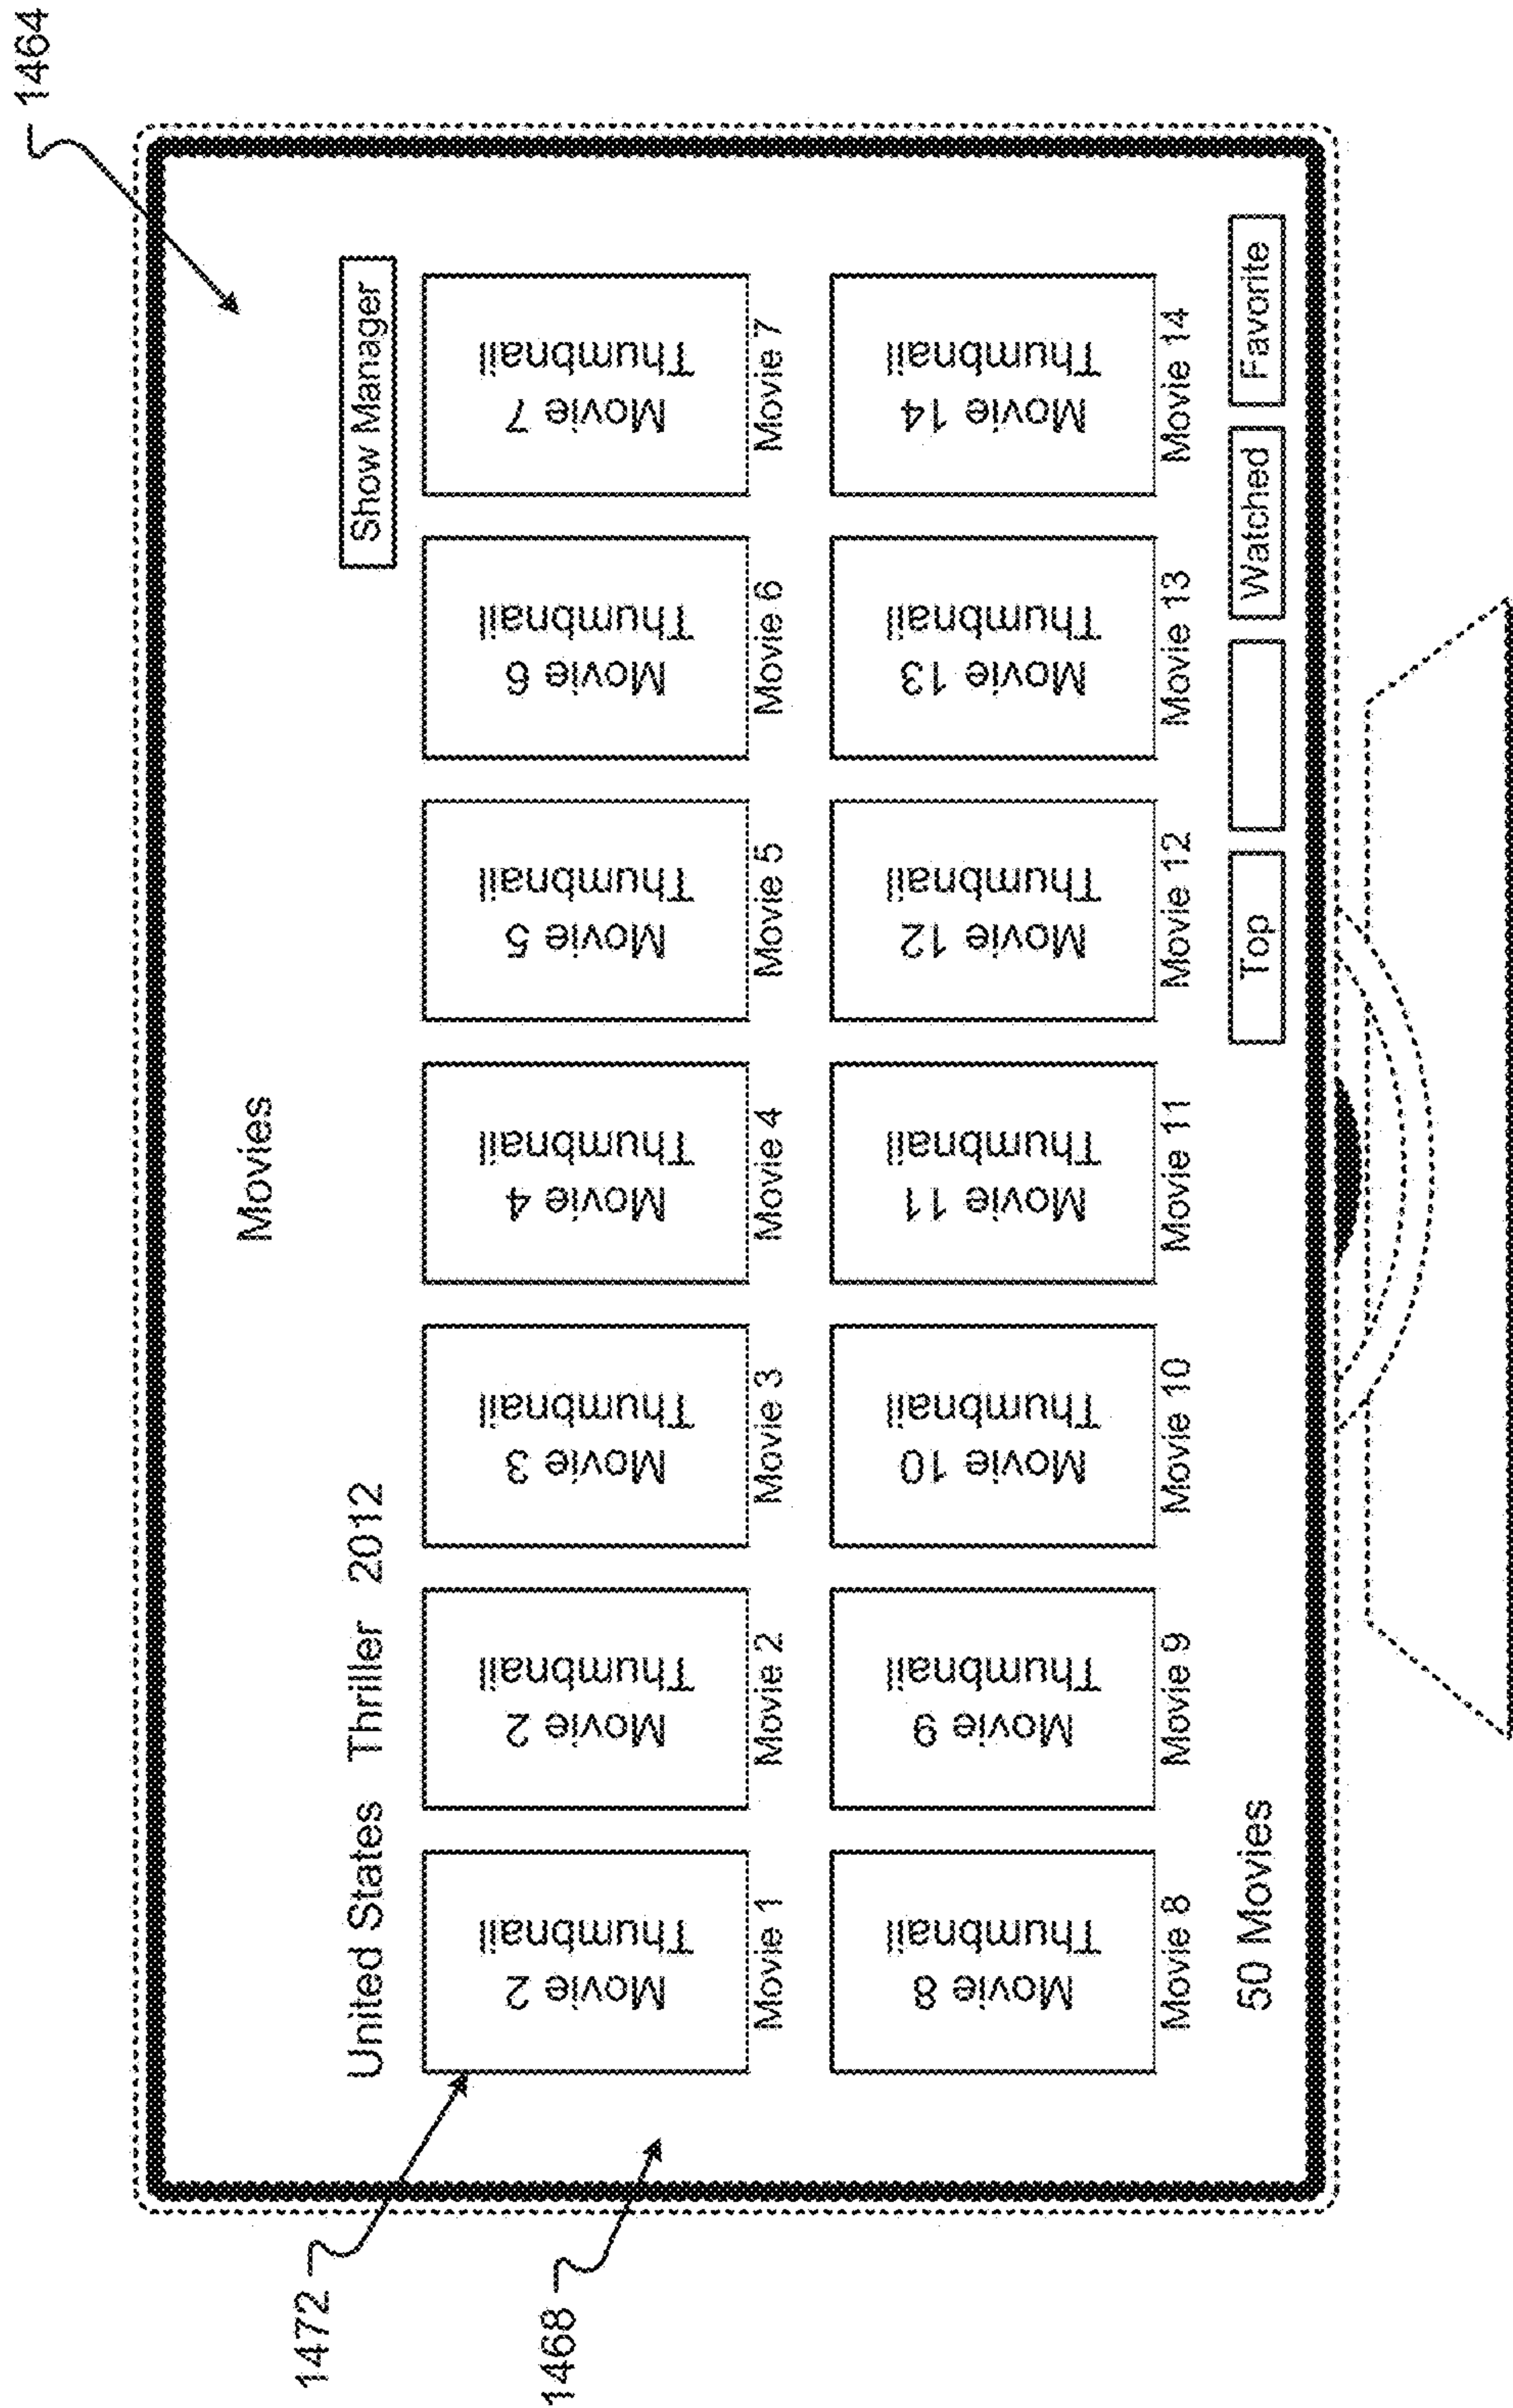 1464
Movies
United States Thriller 2012
Show Manager
1472
Movie 2
Thumbnail
Movie 2
Thumbnail
Movie 3
Thumbnail
Movie 4
Thumbnail
Movie 5
Thumbnail
Movie 6
Thumbnail
Movie 7
Thumbnail
Movie 1
Movie 2
Movie 3
Movie 4
Movie 5
Movie 6
Movie 7
1468
Movie 8
Thumbnail
Movie 9
Thumbnail
Movie 10
Thumbnail
Movie 11
Thumbnail
Movie 12
Thumbnail
Movie 13
Thumbnail
Movie 14
Thumbnail
Movie 8
Movie 9
Movie 10
Movie 11
Movie 12
Movie 13
Movie 14
50 Movies
Top
Watched
Favorite